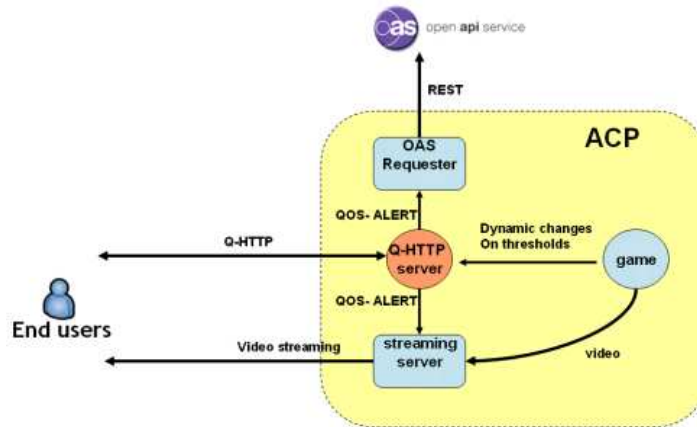 oas open api service
REST
ACP
OAS
Requester
QOS- ALERT
Dynamic changes
On thresholds
Q-HTTP
Q-HTTP
server
game
QOS- ALERT
End users
Video streaming
streaming
server
video